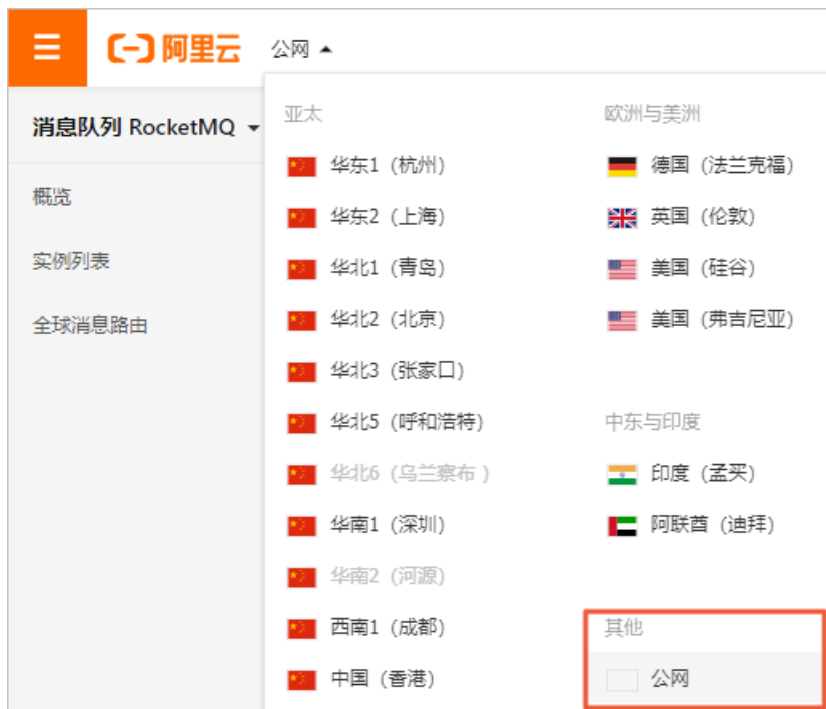 阿里云 公网
消息队列 RocketMQ
概览
实例列表
全球消息路由
亚太
华东1（杭州）
华东2（上海）
华北1（青岛）
华北2（北京）
华北3（张家口）
华北5（呼和浩特）
华北6（乌兰察布 ）
华南1（深圳）
华南2（河源）
西南1（成都）
中国（香港）
欧洲与美洲
德国（法兰克福）
英国（伦敦）
美国（硅谷）
美国（弗吉尼亚）
中东与印度
印度（孟买）
阿联酋（迪拜）
其他
公网